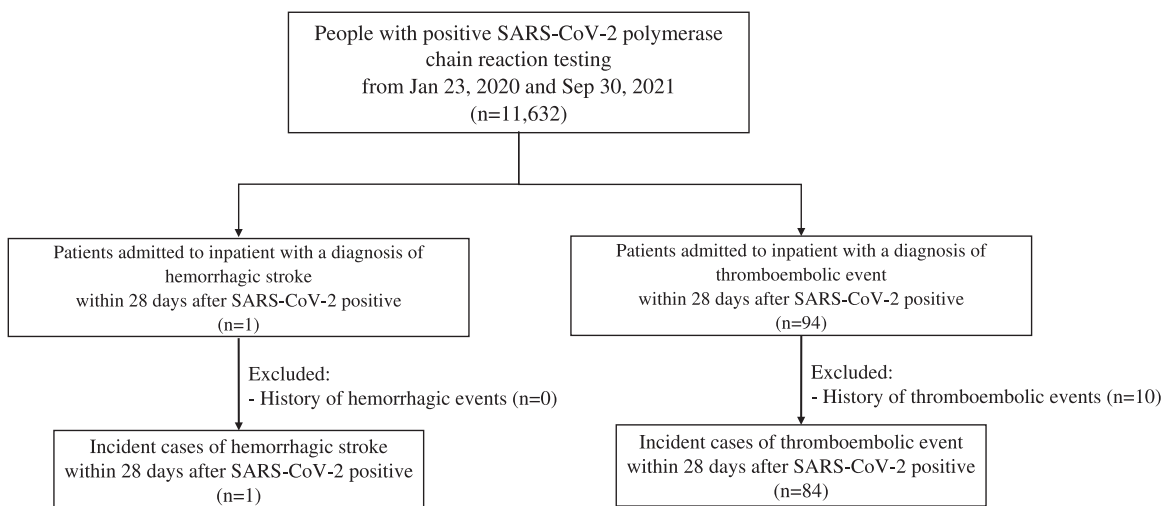 People with positive SARS-CoV-2 polymerase
chain reaction testing
from Jan 23, 2020 and Sep 30, 2021
(n=11,632)
Patients admitted to inpatient with a diagnosis of
hemorrhagic stroke
within 28 days after SARS-CoV-2 positive
(n=1)
Patients admitted to inpatient with a diagnosis of
thromboembolic event
within 28 days after SARS-CoV-2 positive
(n=94)
Excluded:
- History of hemorrhagic events (n=0)
Excluded:
- History of thromboembolic events (n=10)
Incident cases of hemorrhagic stroke
within 28 days after SARS-CoV-2 positive
(n=1)
Incident cases of thromboembolic event
within 28 days after SARS-CoV-2 positive
(n=84)